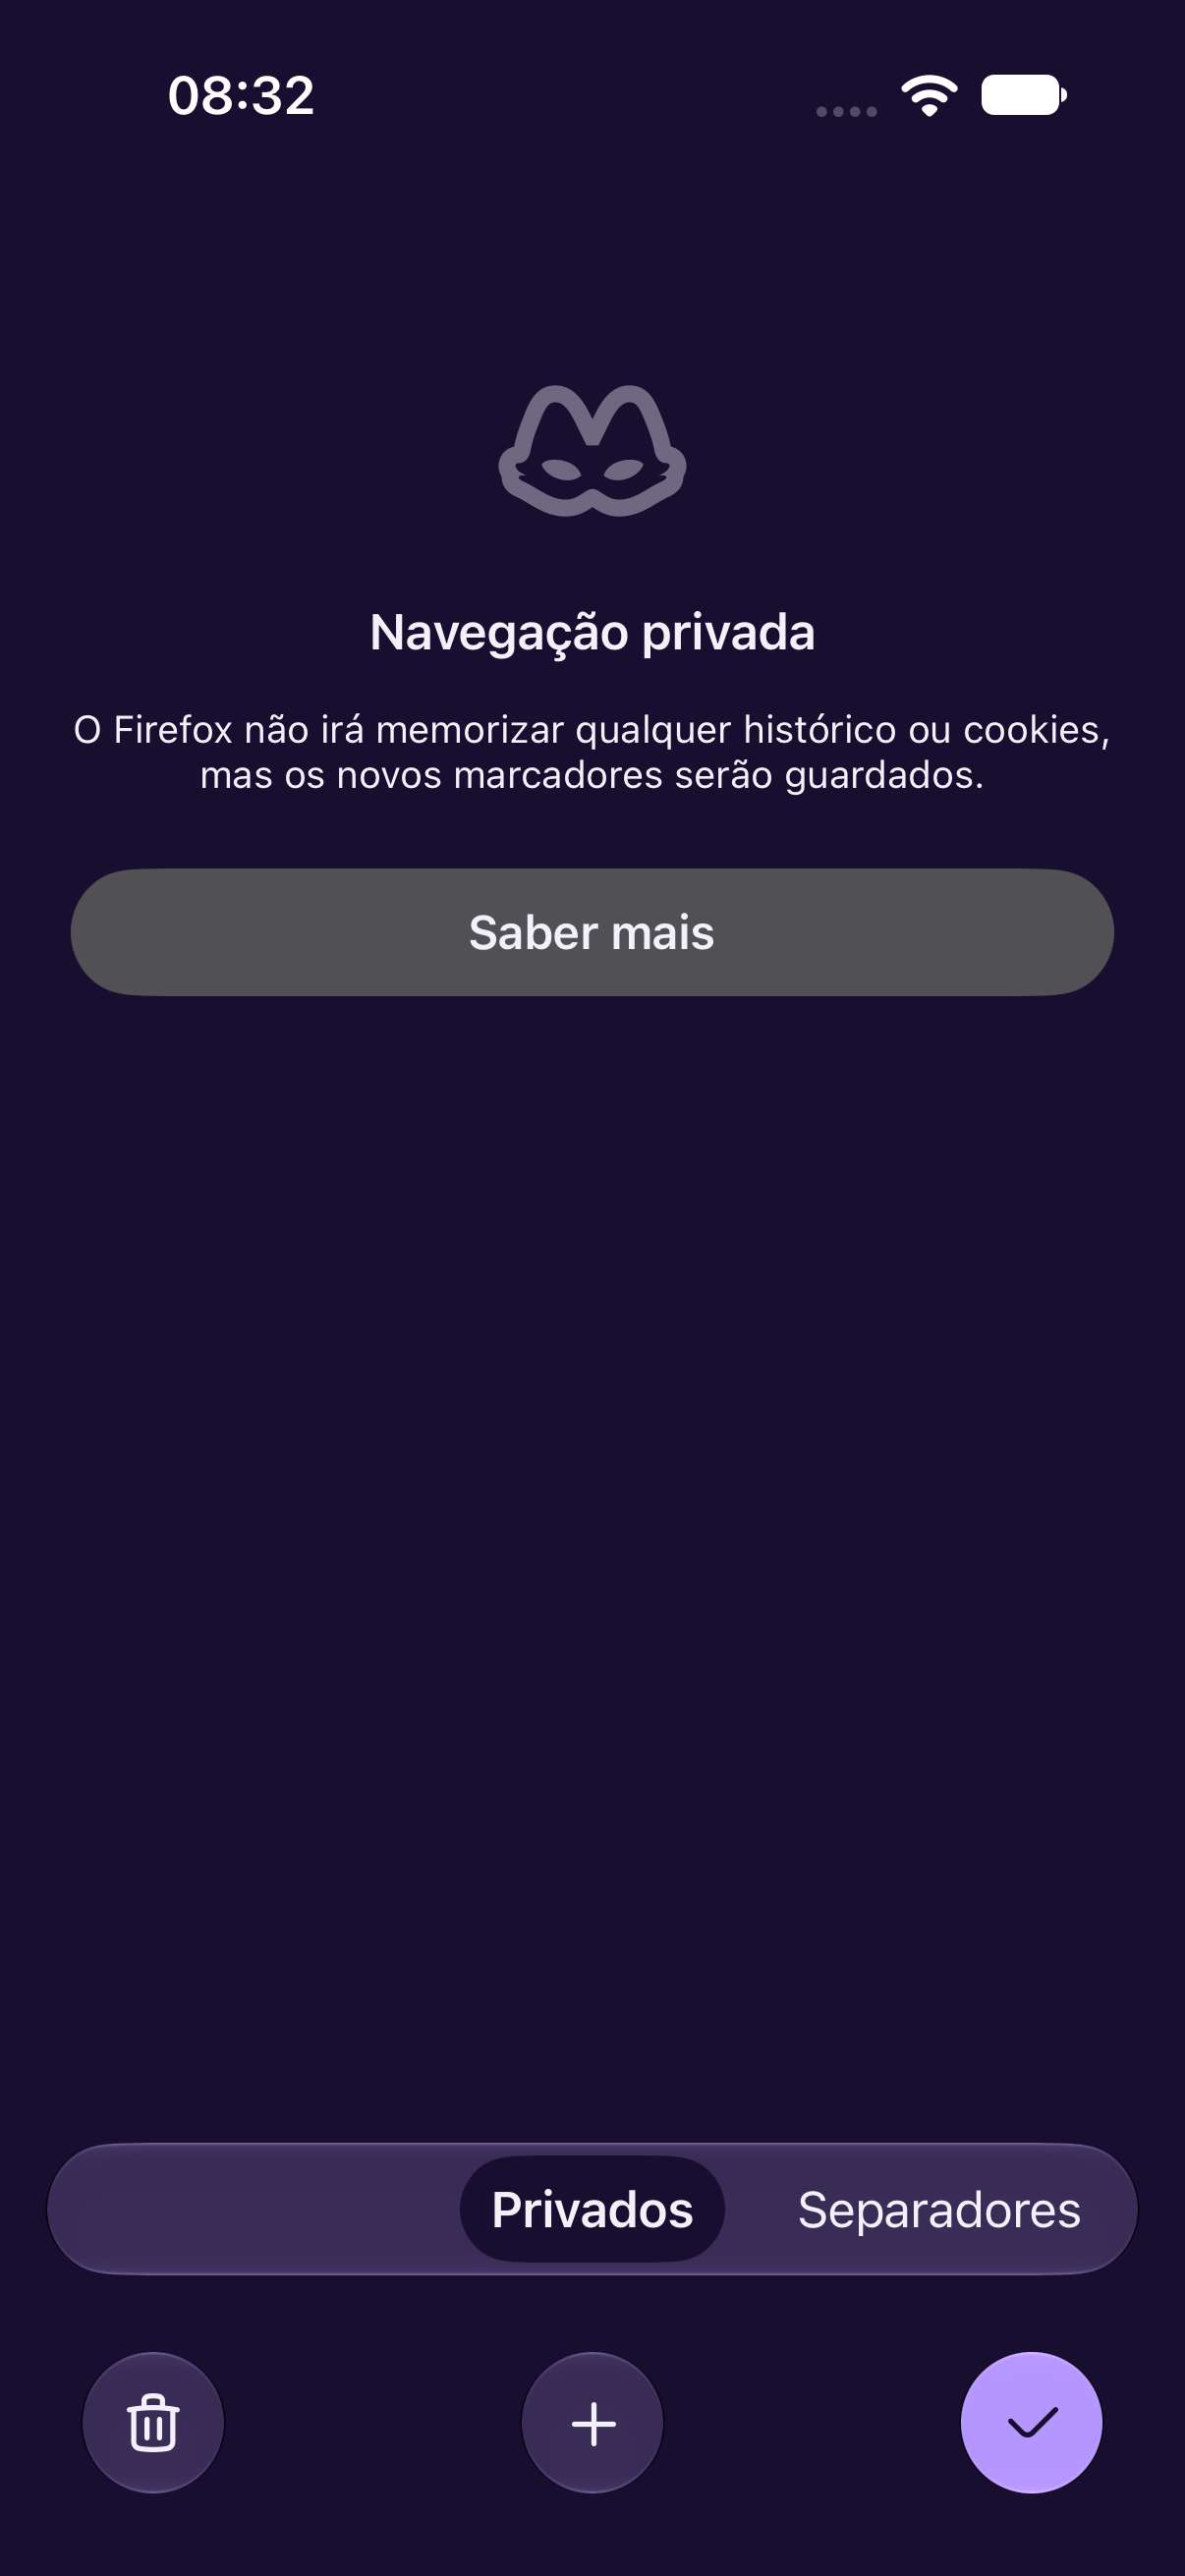 08:32
Navegação privada
O Firefox não irá memorizar qualquer histórico ou cookies,
mas os novos marcadores serão guardados.
Saber mais
Privados
Separadores